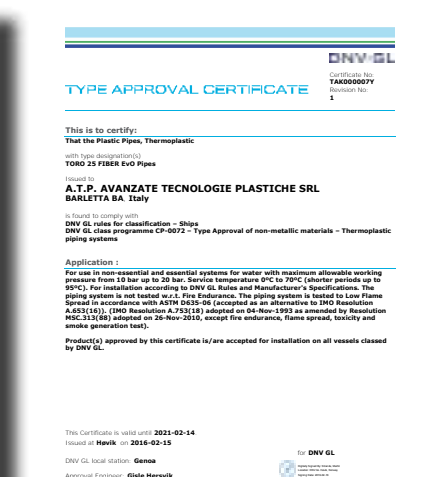 DNV·GL
Certificate No:
TAK000007Y
Revision No:
1
TYPE APPROVAL CERTIFICATE
This is to certify:
That the Plastic Pipes, Thermoplastic
with type designation(s)
TORO 25 FIBER EvO Pipes
Issued to
A.T.P. AVANZATE TECNOLOGIE PLASTICHE SRL
BARLETTA BA, Italy
is found to comply with
DNV GL rules for classification – Ships
DNV GL class programme CP-0072 – Type Approval of non-metallic materials – Thermoplastic
piping systems
Application :
For use in non-essential and essential systems for water with maximum allowable working
pressure from 10 bar up to 20 bar. Service temperature 0°C to 70°C (shorter periods up to
95°C). For installation according to DNV GL Rules and Manufacturer's Specifications. The
piping system is not tested w.r.t. Fire Endurance. The piping system is tested to Low Flame
Spread in accordance with ASTM D635-06 (accepted as an alternative to IMO Resolution
A.653(16)). (IMO Resolution A.753(18) adopted on 04-Nov-1993 as amended by Resolution
MSC.313(88) adopted on 26-Nov-2010, except fire endurance, flame spread, toxicity and
smoke generation test).
Product(s) approved by this certificate is/are accepted for installation on all vessels classed
by DNV GL.
This Certificate is valid until 2021-02-14.
Issued at Høvik on 2016-02-15
for DNV GL
DNV GL local station: Genoa
Approval Engineer: Gisle Hersvik